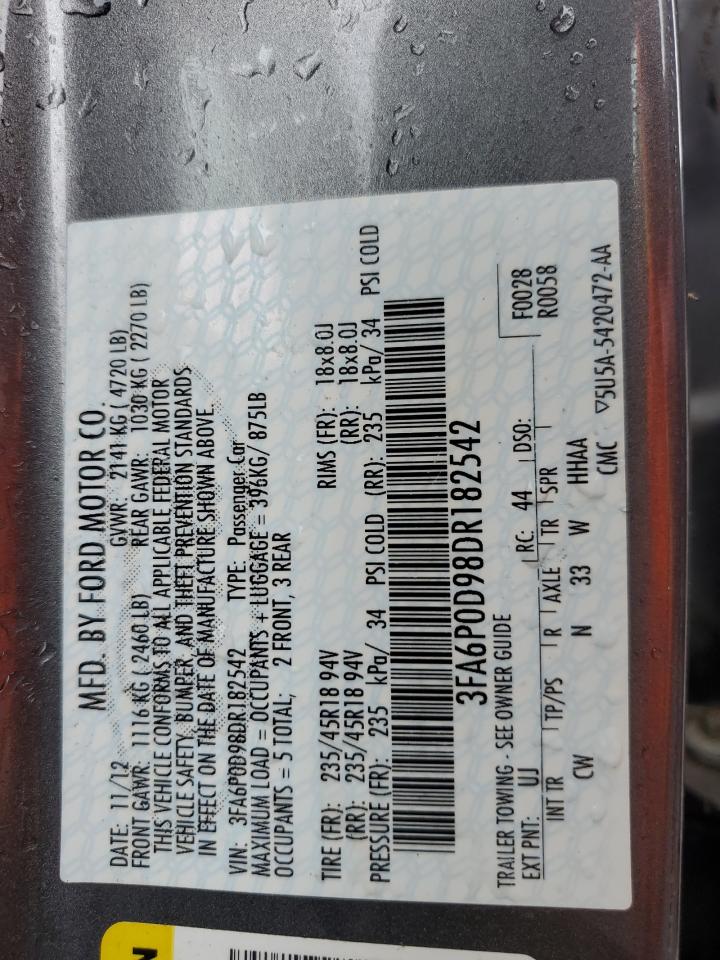 MFD. BY FORD MOTOR CO.
DATE: 11/12 GVWR: 2141 KG ( 4720 LB)
FRONT GAWR: 1116 KG ( 2460 LB) REAR GAWR: 1030 KG ( 2270 LB)
THIS VEHICLE CONFORMS TO ALL APPLICABLE FEDERAL MOTOR
VEHICLE SAFETY, BUMPER, AND THEFT PREVENTION STANDARDS
IN EFFECT ON THE DATE OF MANUFACTURE SHOWN ABOVE.
VIN: 3FA6P0D98DR182542 TYPE: Passenger Car
MAXIMUM LOAD = OCCUPANTS + LUGGAGE = 396KG/ 875LB
OCCUPANTS = 5 TOTAL; 2 FRONT, 3 REAR
TIRE (FR): 235/45R18 94V RIMS (FR): 18x8.0J
(RR): 235/45R18 94V (RR): 18x8.0J
PRESSURE (FR): 235 kPa/ 34 PSI COLD (RR): 235 kPa/ 34 PSI COLD
3FA6P0D98DR182542
TRAILER TOWING - SEE OWNER GUIDE F0028
EXT PNT: UJ RC: 44 DSO: R0058
INT TR TP/PS R AXLE TR SPR
CW N 33 W HHAA
CMC ▽5U5A-5420472-AA
N